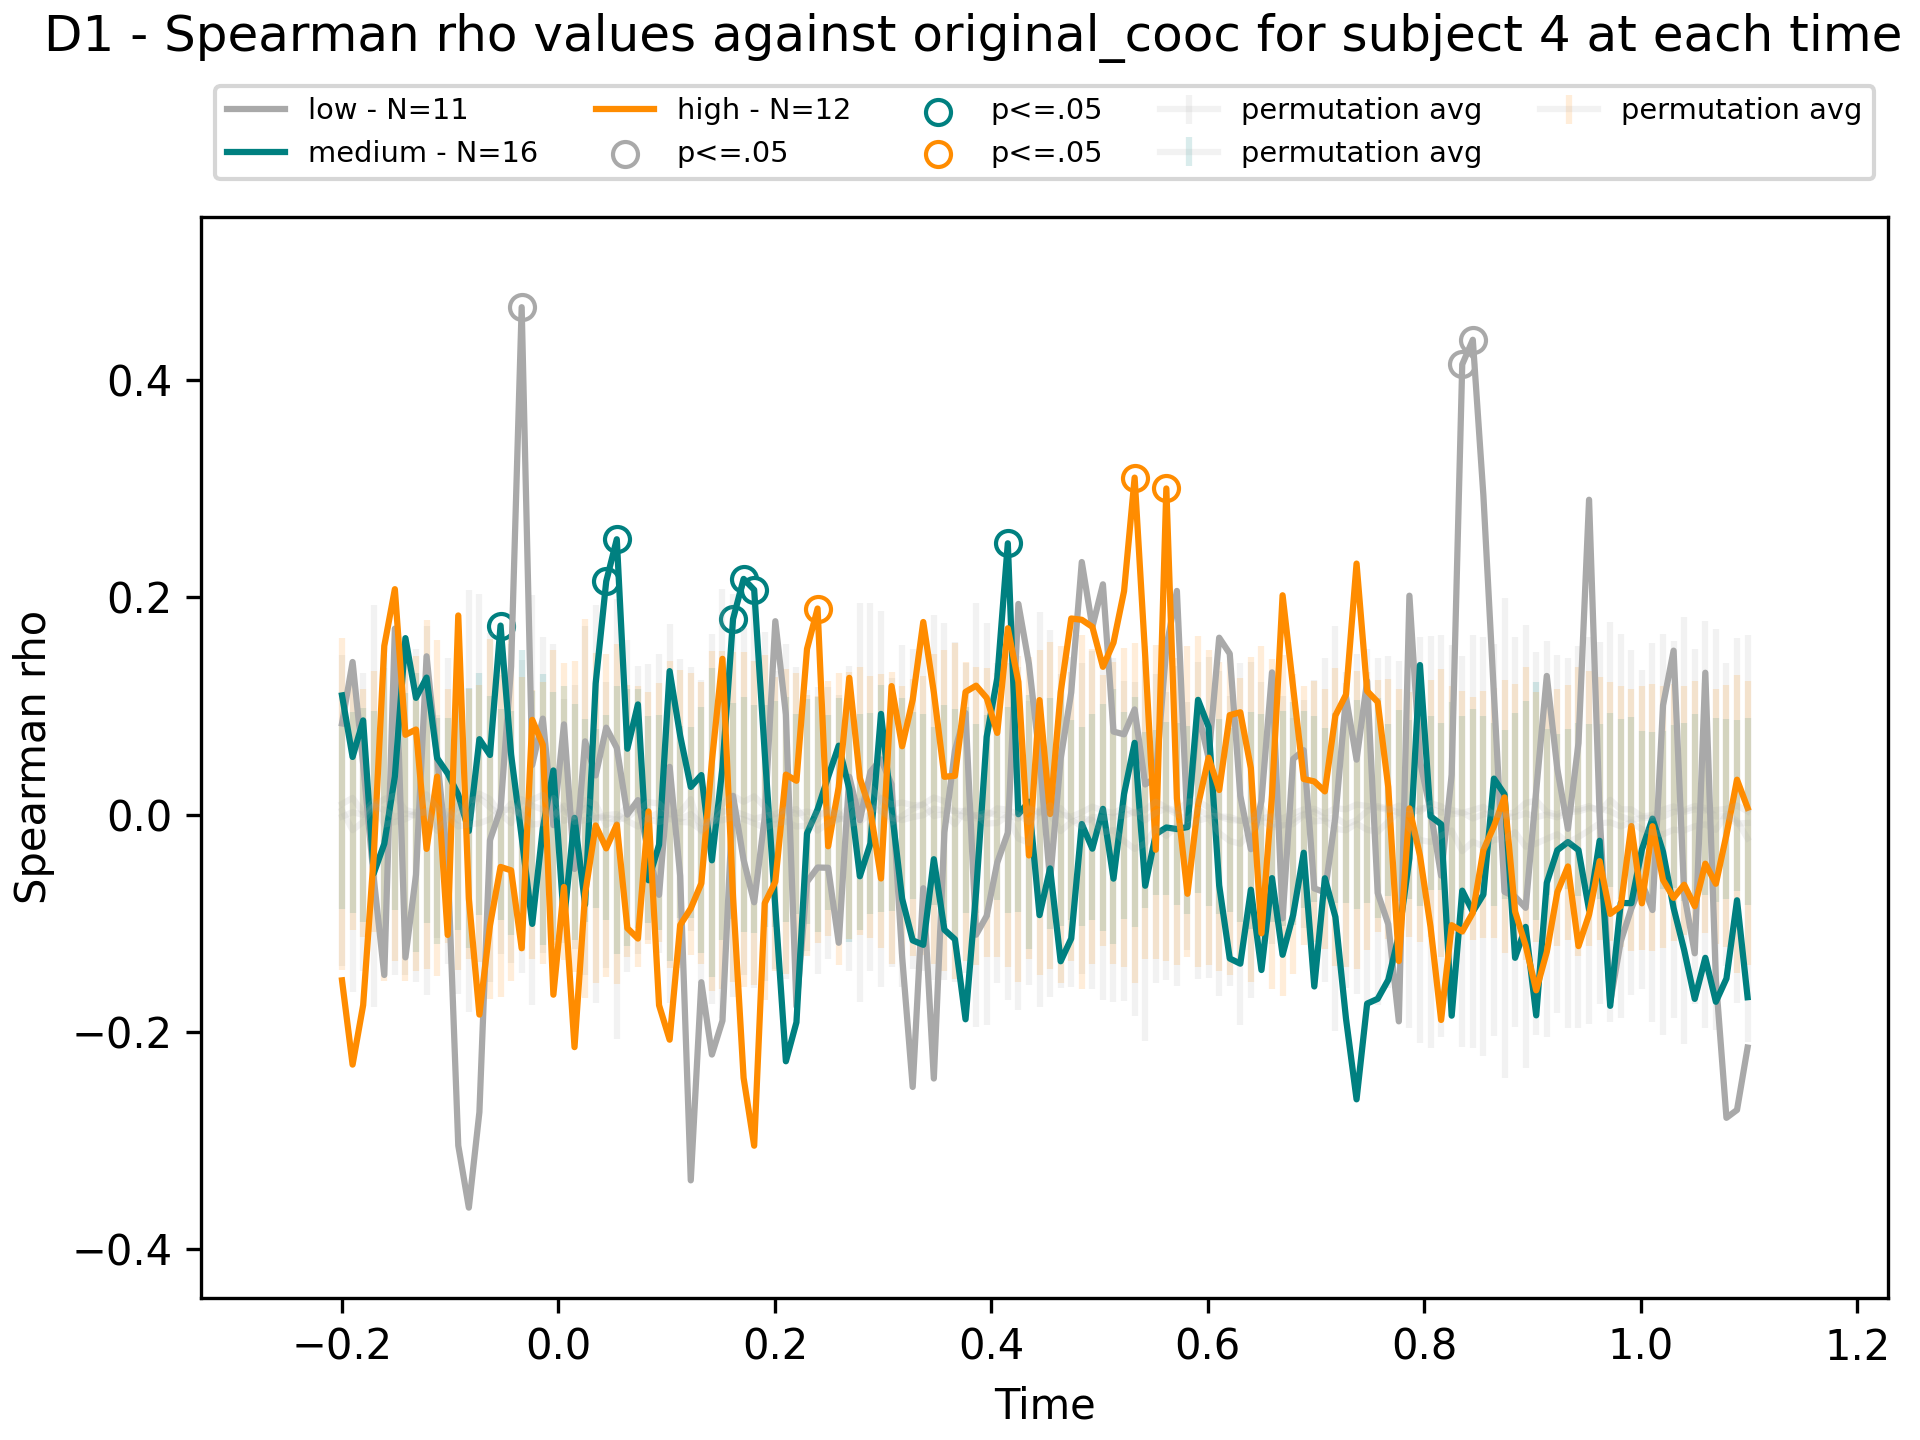 D1 - Spearman rho values against original_cooc for subject 4 at each time
low - N=11
medium - N=16
high - N=12
p<=.05
p<=.05
p<=.05
permutation avg
permutation avg
permutation avg
Spearman rho
0.4
0.2
0.0
−0.2
−0.4
−0.2 0.0 0.2 0.4 0.6 0.8 1.0 1.2
Time